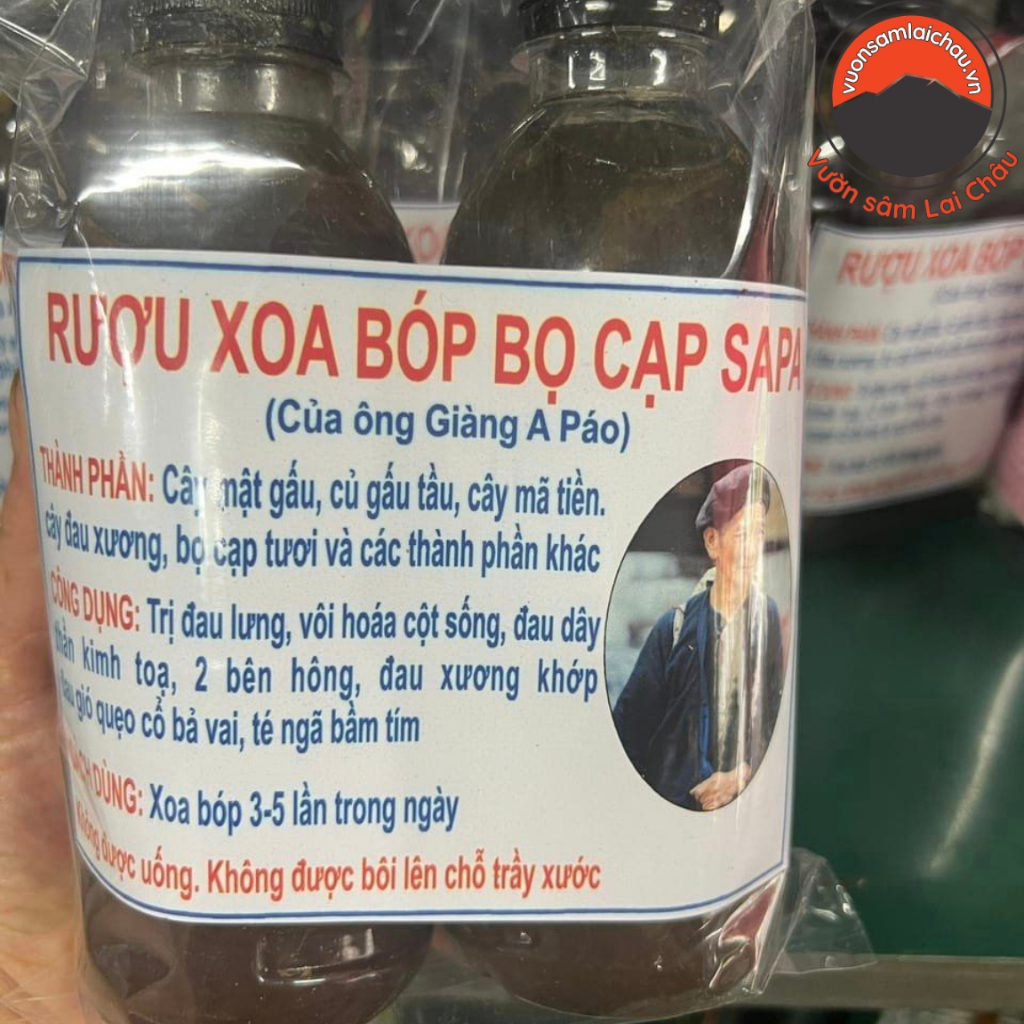 vuonsamlaichau.vn
Vườn sâm Lai Châu
RƯỢU XOA BÓP BỌ CẠP SAPA
(Của ông Giàng A Páo)
THÀNH PHẦN: Cây mật gấu, củ gấu tầu, cây mã tiền.
cây đau xương, bọ cạp tươi và các thành phần khác
CÔNG DỤNG: Trị đau lưng, vôi hoáa cột sống, đau dây
thần kinh toạ, 2 bên hông, đau xương khớp
đau gió quẹo cổ bả vai, té ngã bầm tím
CÁCH DÙNG: Xoa bóp 3-5 lần trong ngày
Không được uống. Không được bôi lên chỗ trầy xước
RƯỢU XOA BÓP